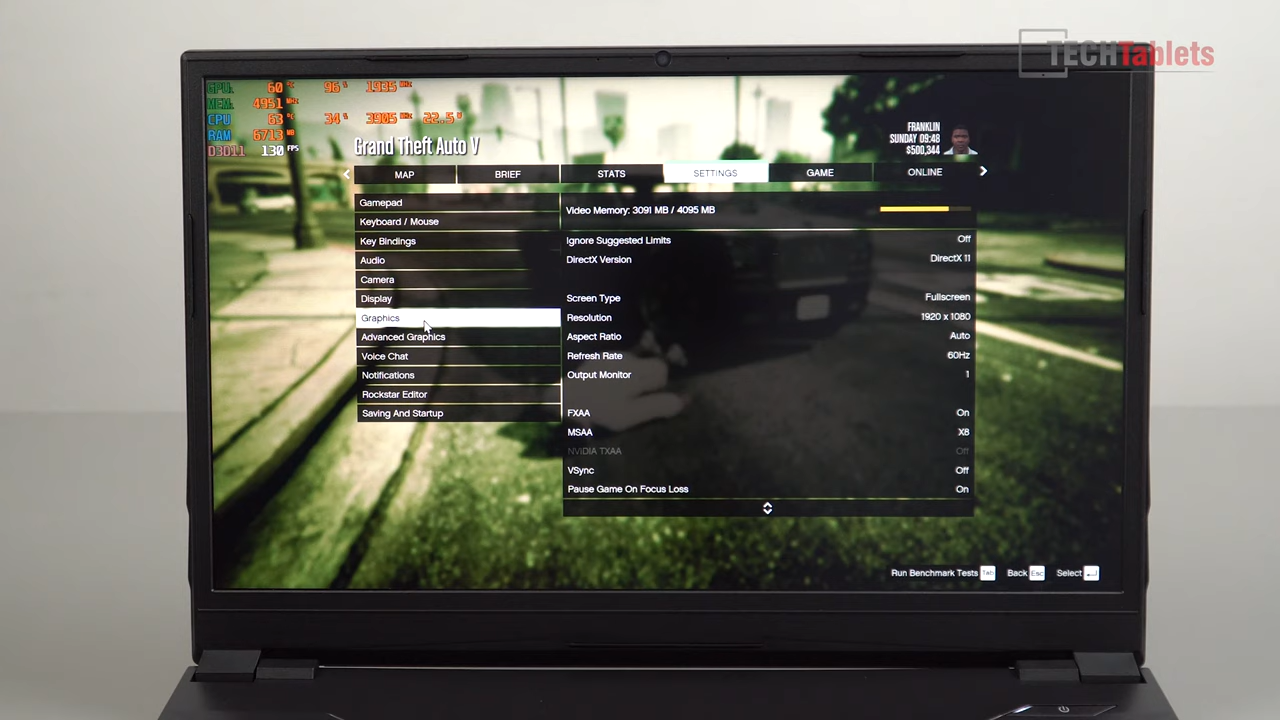 TECHTablets
GPU 60 °C 96 % 1935 MHz
MEM 4951 MHz
CPU 63 °C 34 % 3905 MHz 22.5 W
RAM 6713 MB
D3D11 130 FPS
Grand Theft Auto V
FRANKLIN
SUNDAY 09:48
$500,344
MAP BRIEF STATS SETTINGS GAME ONLINE
Gamepad
Keyboard / Mouse
Key Bindings
Audio
Camera
Display
Graphics
Advanced Graphics
Voice Chat
Notifications
Rockstar Editor
Saving And Startup
Video Memory: 3091 MB / 4095 MB
Ignore Suggested Limits Off
DirectX Version DirectX 11
Screen Type Fullscreen
Resolution 1920 x 1080
Aspect Ratio Auto
Refresh Rate 60Hz
Output Monitor 1
FXAA On
MSAA X8
NVIDIA TXAA Off
VSync Off
Pause Game On Focus Loss On
Run Benchmark Tests Tab Back Esc Select